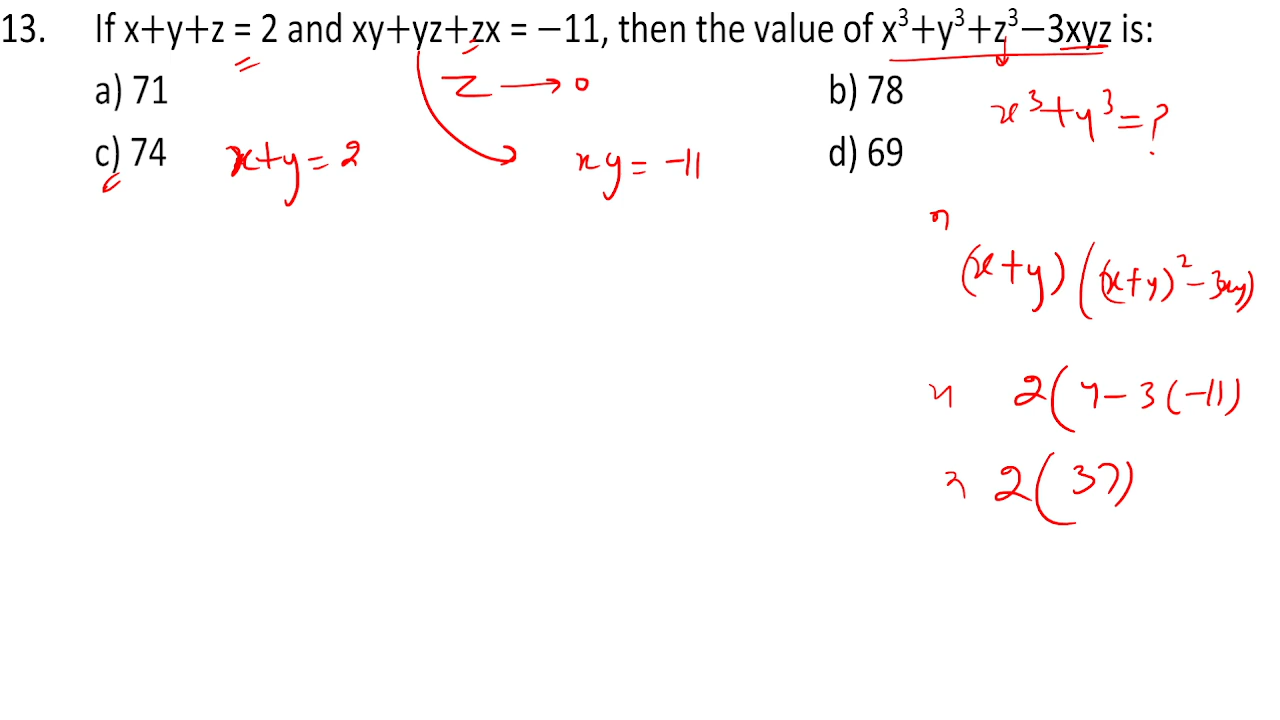 13. If x+y+z = 2 and xy+yz+zx = −11, then the value of x³+y³+z³−3xyz is:
a) 71 b) 78
z → 0
x³+y³=?
c) 74 d) 69
x+y=2
xy=-11
= (x+y)((x+y)²-3xy)
= 2(4-3(-11)
= 2(37)